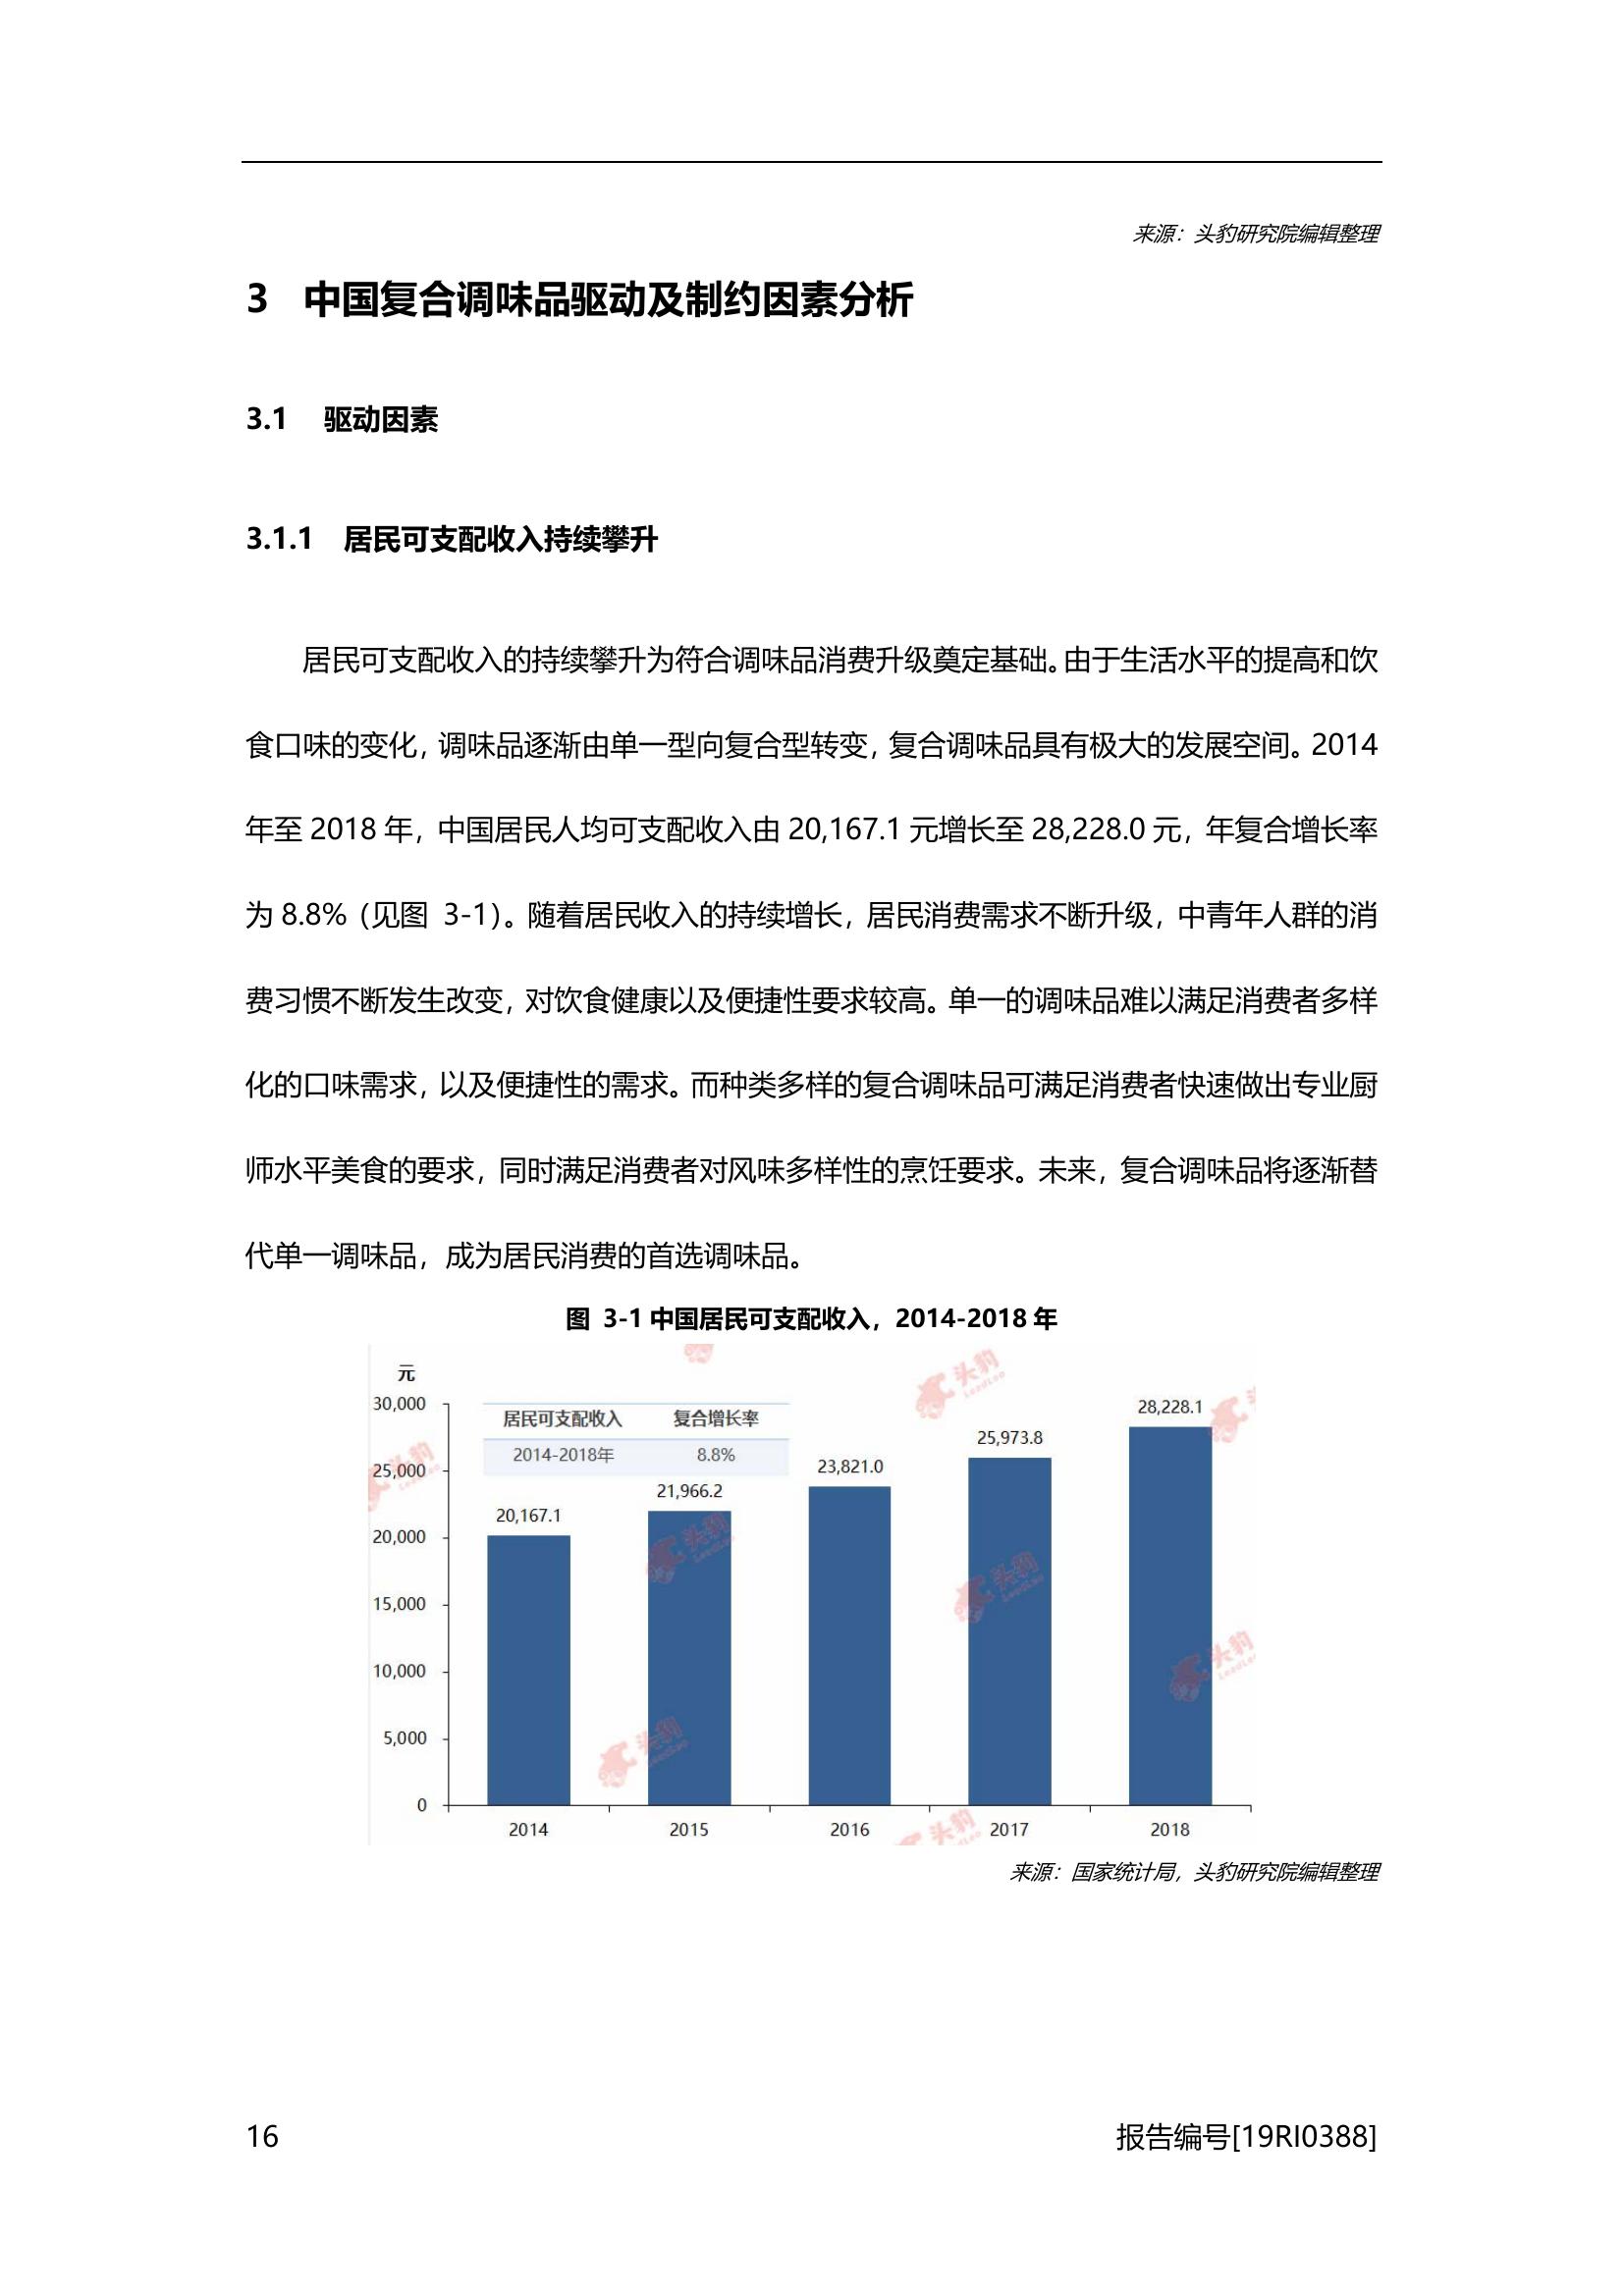 来源：头豹研究院编辑整理
3 中国复合调味品驱动及制约因素分析
3.1 驱动因素
3.1.1 居民可支配收入持续攀升
居民可支配收入的持续攀升为符合调味品消费升级奠定基础。由于生活水平的提高和饮
食口味的变化，调味品逐渐由单一型向复合型转变，复合调味品具有极大的发展空间。2014
年至 2018 年，中国居民人均可支配收入由 20,167.1 元增长至 28,228.0 元，年复合增长率
为 8.8%（见图 3-1）。随着居民收入的持续增长，居民消费需求不断升级，中青年人群的消
费习惯不断发生改变，对饮食健康以及便捷性要求较高。单一的调味品难以满足消费者多样
化的口味需求，以及便捷性的需求。而种类多样的复合调味品可满足消费者快速做出专业厨
师水平美食的要求，同时满足消费者对风味多样性的烹饪要求。未来，复合调味品将逐渐替
代单一调味品，成为居民消费的首选调味品。
图 3-1 中国居民可支配收入，2014-2018 年
元
30,000
25,000
20,000
15,000
10,000
5,000
0
居民可支配收入 复合增长率
2014-2018年 8.8%
20,167.1
21,966.2
23,821.0
25,973.8
28,228.1
2014 2015 2016 2017 2018
头豹
LeadLeo
来源：国家统计局，头豹研究院编辑整理
16 报告编号[19RI0388]